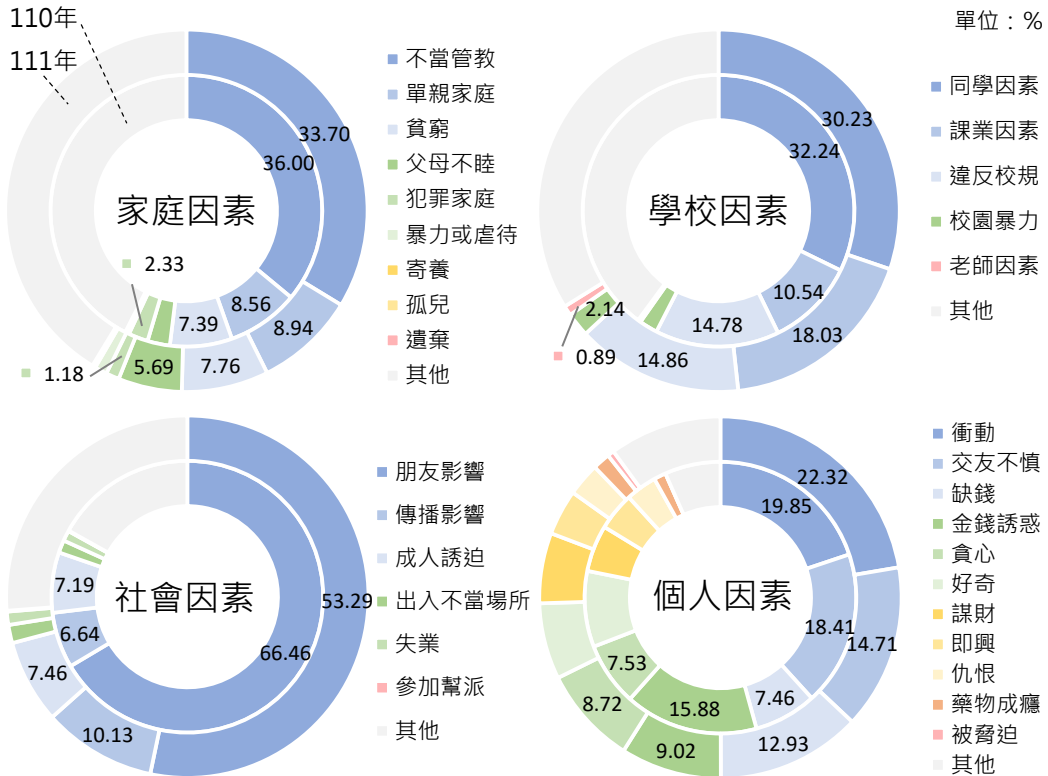 110年
111年
單位：%
家庭因素
33.70
36.00
8.56
8.94
7.39
7.76
5.69
2.33
1.18
不當管教
單親家庭
貧窮
父母不睦
犯罪家庭
暴力或虐待
寄養
孤兒
遺棄
其他
學校因素
30.23
32.24
10.54
18.03
14.78
14.86
2.14
0.89
同學因素
課業因素
違反校規
校園暴力
老師因素
其他
社會因素
53.29
66.46
6.64
10.13
7.19
7.46
朋友影響
傳播影響
成人誘迫
出入不當場所
失業
參加幫派
其他
個人因素
22.32
19.85
18.41
14.71
7.46
12.93
15.88
9.02
7.53
8.72
衝動
交友不慎
缺錢
金錢誘惑
貪心
好奇
謀財
即興
仇恨
藥物成癮
被脅迫
其他